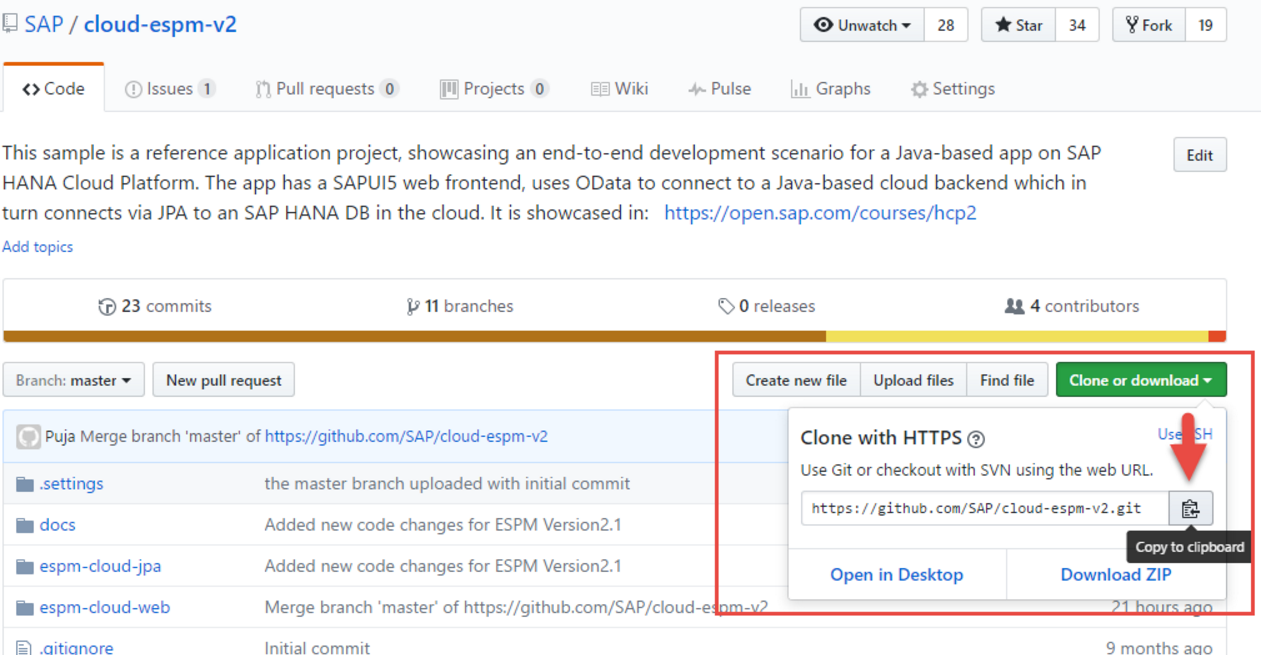 SAP / cloud-espm-v2
Unwatch 28 Star 34 Fork 19
Code Issues 1 Pull requests 0 Projects 0 Wiki Pulse Graphs Settings
This sample is a reference application project, showcasing an end-to-end development scenario for a Java-based app on SAP
HANA Cloud Platform. The app has a SAPUI5 web frontend, uses OData to connect to a Java-based cloud backend which in
turn connects via JPA to an SAP HANA DB in the cloud. It is showcased in: https://open.sap.com/courses/hcp2
Edit
Add topics
23 commits 11 branches 0 releases 4 contributors
Branch: master New pull request Create new file Upload files Find file Clone or download
Puja Merge branch 'master' of https://github.com/SAP/cloud-espm-v2
.settings the master branch uploaded with initial commit
docs Added new code changes for ESPM Version2.1
espm-cloud-jpa Added new code changes for ESPM Version2.1
espm-cloud-web Merge branch 'master' of https://github.com/SAP/cloud-espm-v2 21 hours ago
.gitignore Initial commit 9 months ago
Clone with HTTPS
Use
Use Git or checkout with SVN using the web URL.
https://github.com/SAP/cloud-espm-v2.git
Copy to clipboard
Open in Desktop Download ZIP